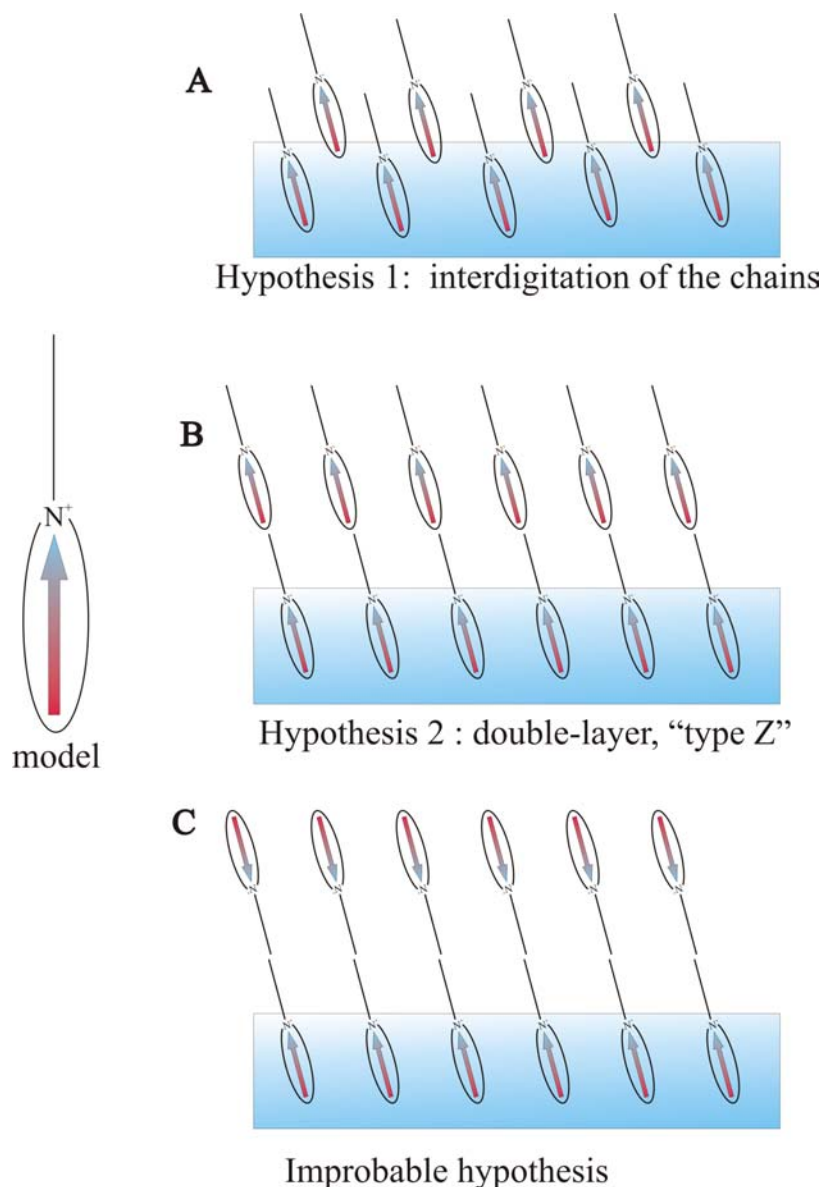 A
N⁺ N⁺ N⁺ N⁺
N⁺ N⁺ N⁺ N⁺ N⁺
Hypothesis 1: interdigitation of the chains
B
N⁺ N⁺ N⁺ N⁺ N⁺ N⁺
N⁺
N⁺ N⁺ N⁺ N⁺ N⁺ N⁺
model
Hypothesis 2 : double-layer, “type Z”
C
N⁺ N⁺ N⁺ N⁺ N⁺ N⁺
N⁺ N⁺ N⁺ N⁺ N⁺ N⁺
Improbable hypothesis